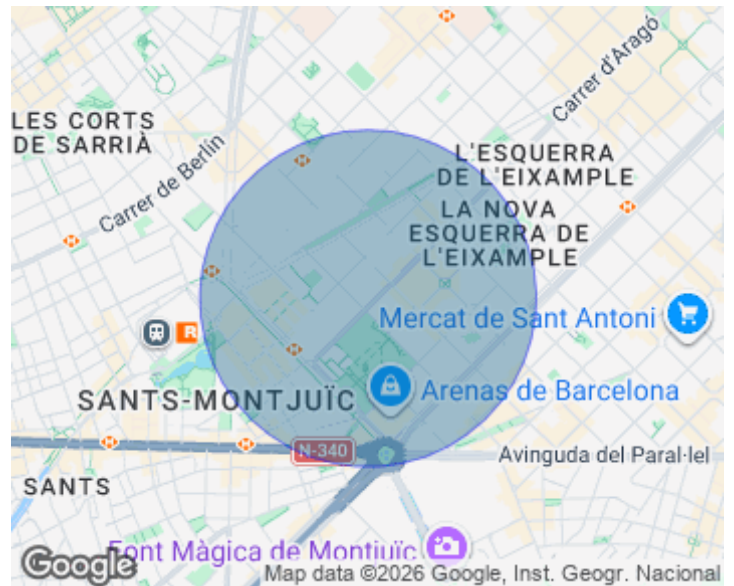 Carrer d'Aragó
LES CORTS
DE SARRIÀ
Carrer de Berlín
L'ESQUERRA
DE L'EIXAMPLE
LA NOVA
ESQUERRA DE
L'EIXAMPLE
Mercat de Sant Antoni
R
Arenas de Barcelona
SANTS-MONTJUÏC
N-340
Avinguda del Paral·lel
SANTS
Font Màgica de Montjuïc
Google
Map data ©2026 Google, Inst. Geogr. Nacional